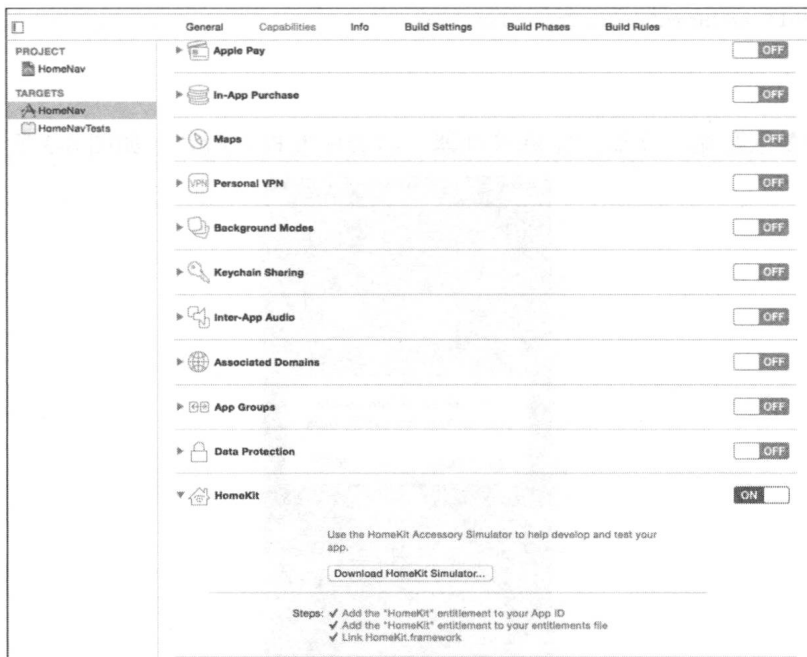 General Capabilities Info Build Settings Build Phases Build Rules
PROJECT
HomeNav
TARGETS
HomeNav
HomeNavTests
Apple Pay OFF
In-App Purchase OFF
Maps OFF
VPN Personal VPN OFF
Background Modes OFF
Keychain Sharing OFF
Inter-App Audio OFF
Associated Domains OFF
App Groups OFF
Data Protection OFF
HomeKit ON
Use the HomeKit Accessory Simulator to help develop and test your
app.
Download HomeKit Simulator...
Steps: ✓ Add the "HomeKit" entitlement to your App ID
✓ Add the "HomeKit" entitlement to your entitlements file
✓ Link HomeKit.framework